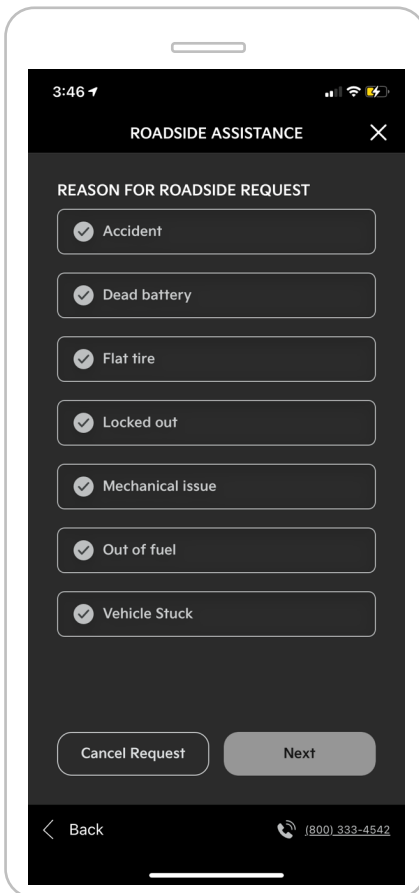 3:46
ROADSIDE ASSISTANCE
REASON FOR ROADSIDE REQUEST
Accident
Dead battery
Flat tire
Locked out
Mechanical issue
Out of fuel
Vehicle Stuck
Cancel Request Next
Back (800) 333-4542